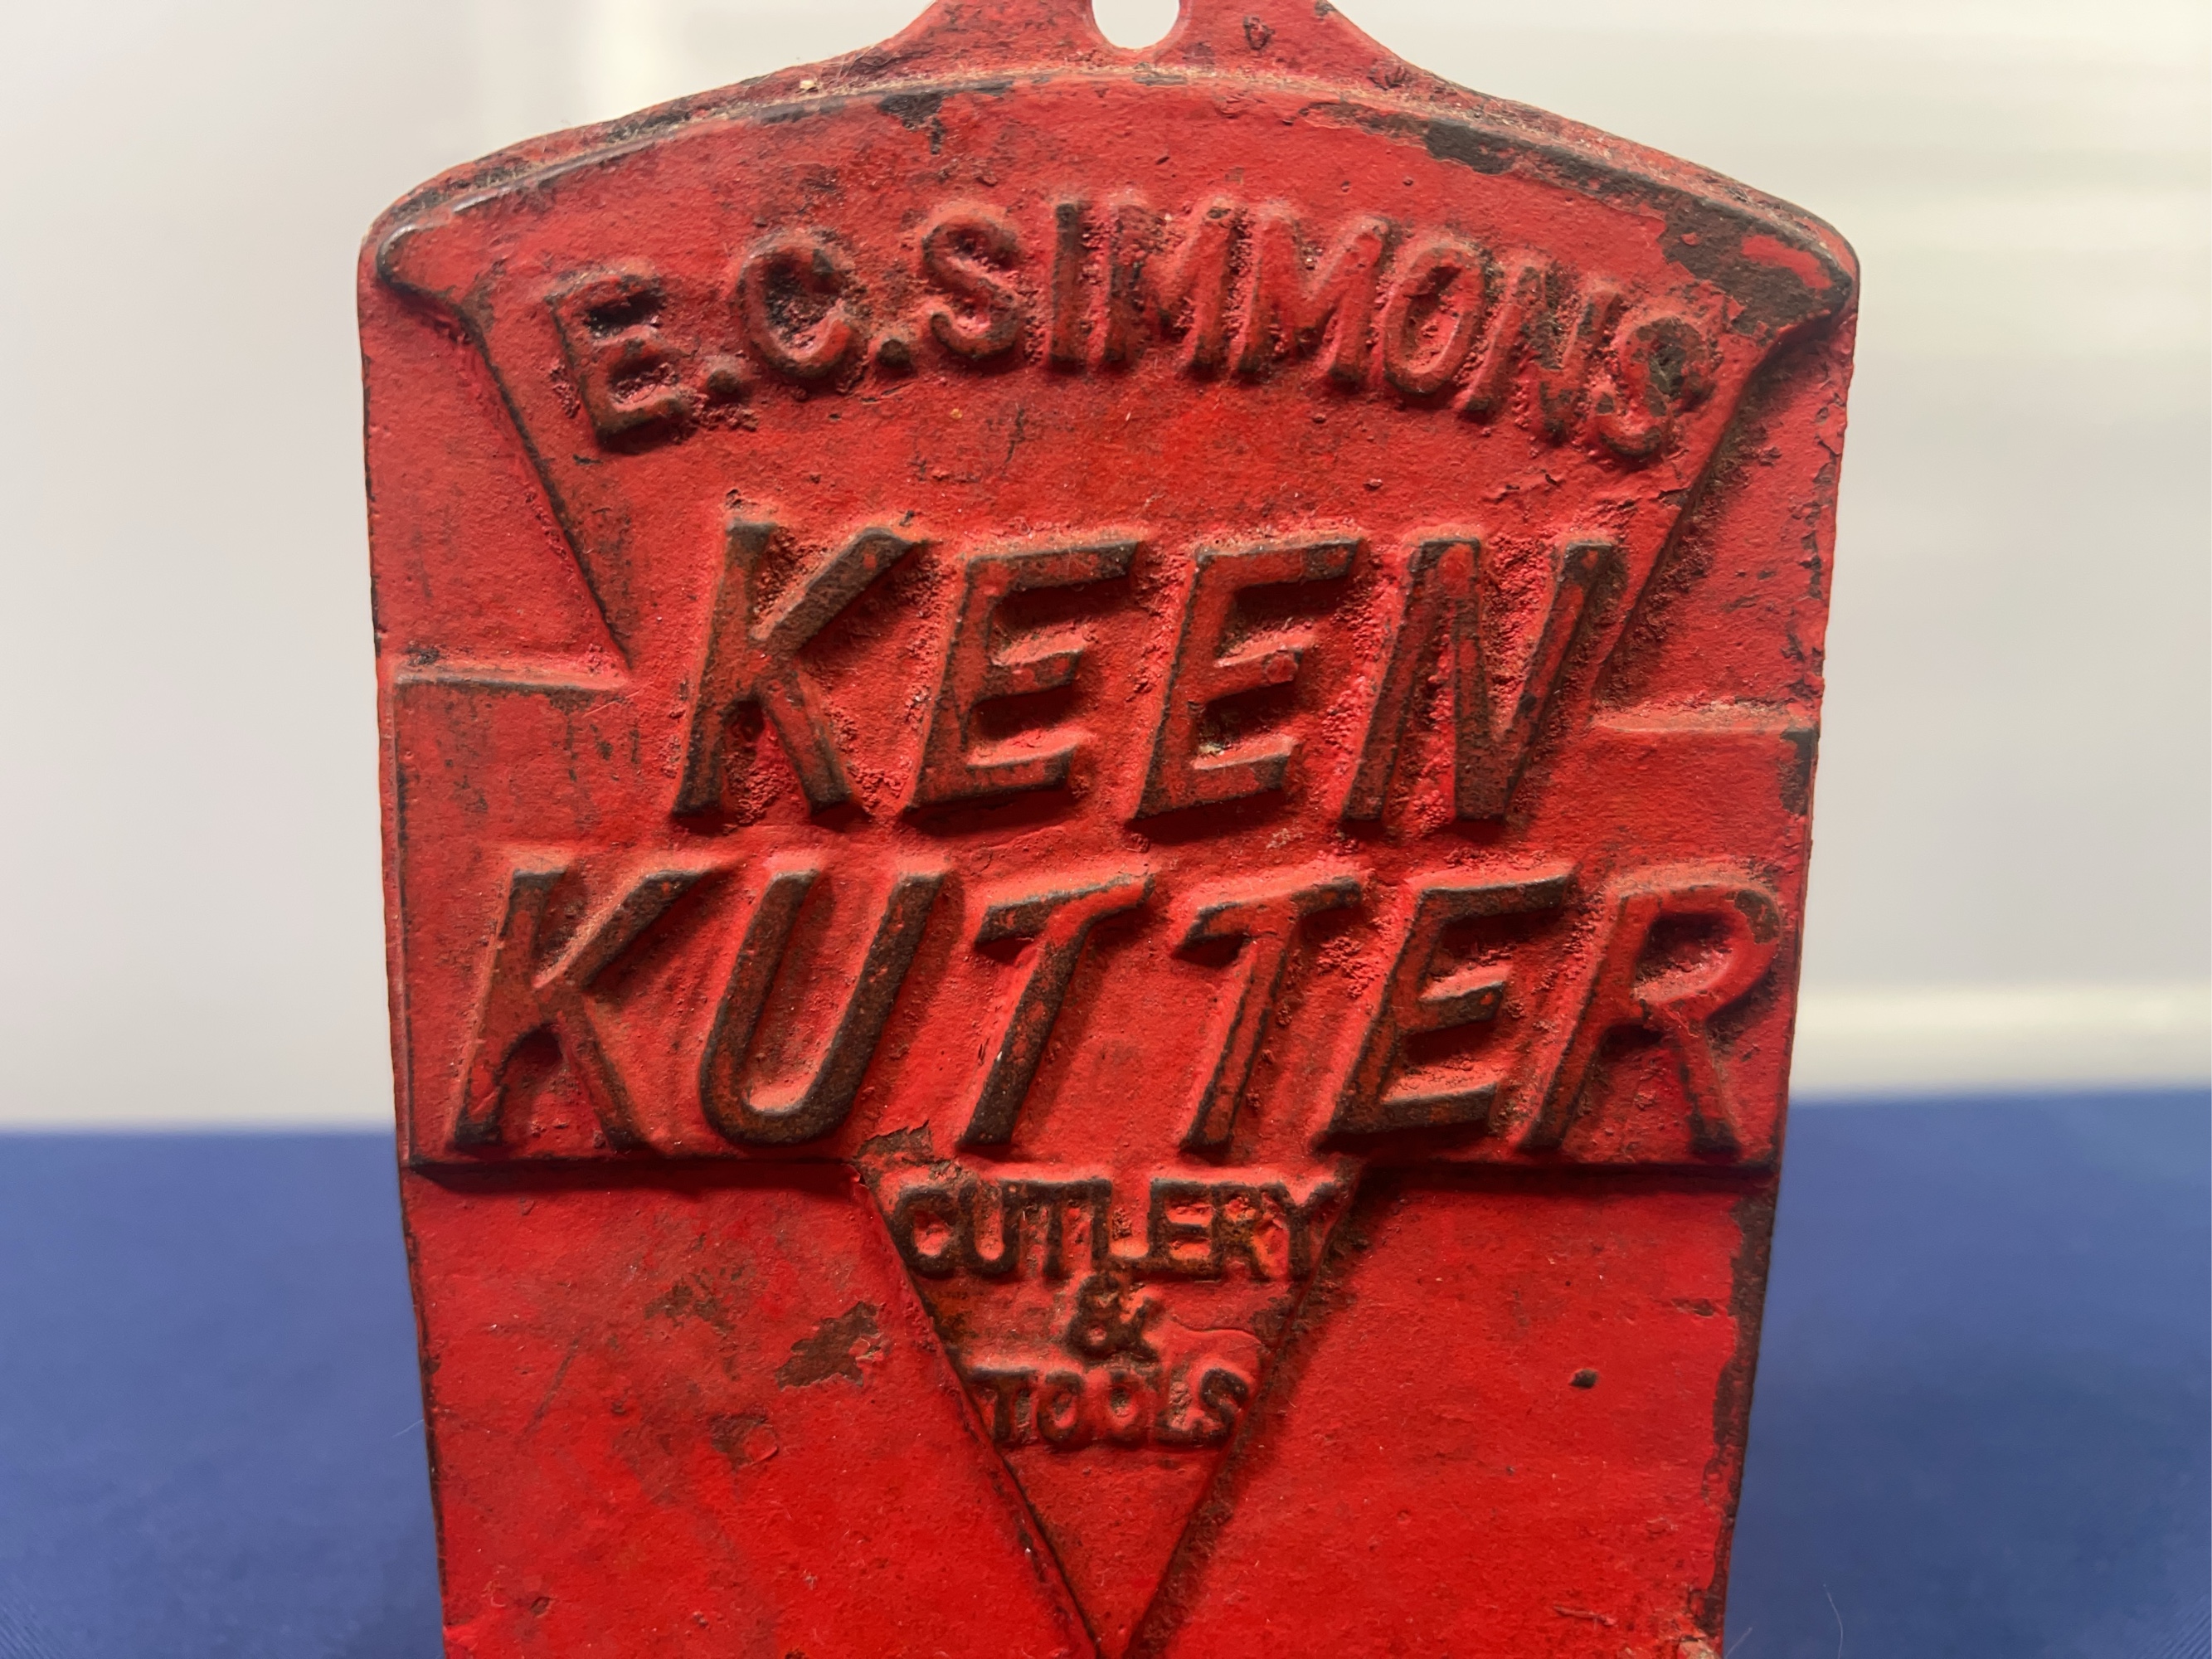 E.C.SIMMONS
KEEN
KUTTER
CUTLERY
&
TOOLS